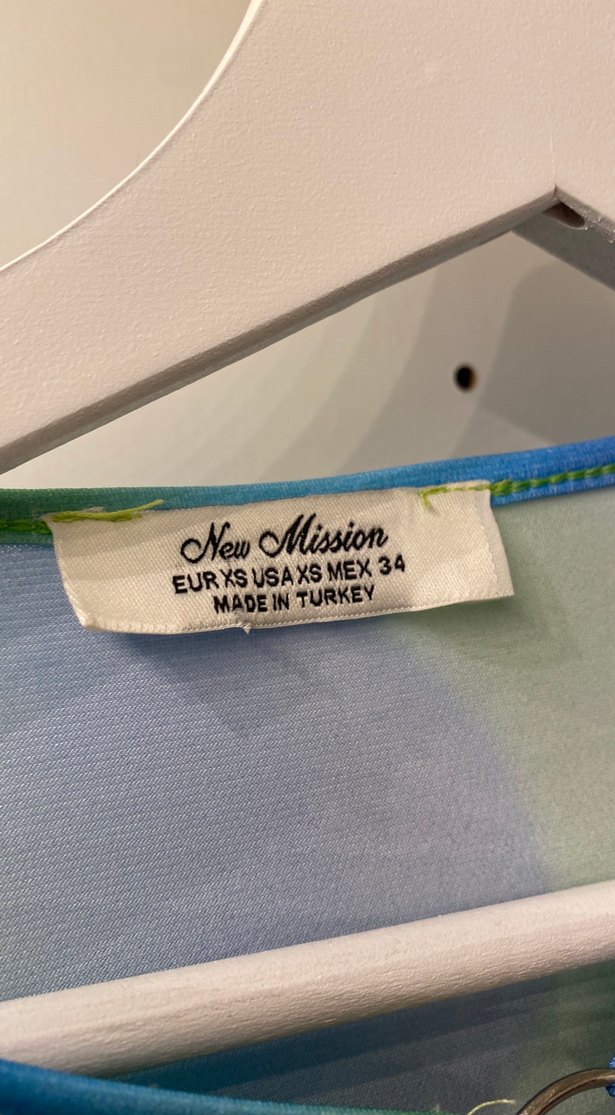 New Mission
EUR XS USA XS MEX 34
MADE IN TURKEY